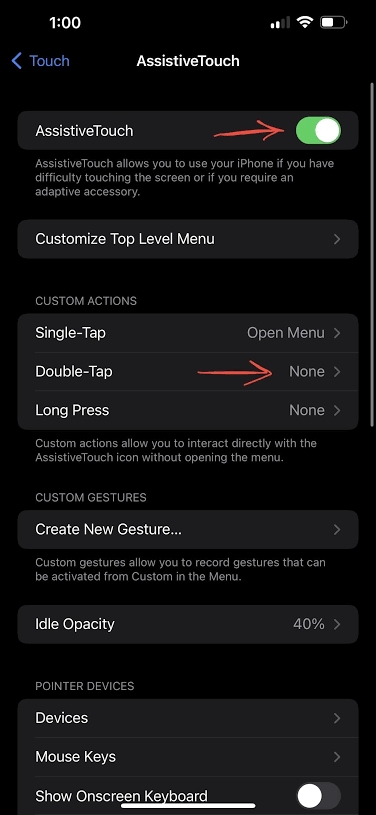 1:00
Touch
AssistiveTouch
AssistiveTouch
AssistiveTouch allows you to use your iPhone if you have
difficulty touching the screen or if you require an
adaptive accessory.
Customize Top Level Menu
CUSTOM ACTIONS
Single-Tap Open Menu
Double-Tap None
Long Press None
Custom actions allow you to interact directly with the
AssistiveTouch icon without opening the menu.
CUSTOM GESTURES
Create New Gesture...
Custom gestures allow you to record gestures that can
be activated from Custom in the Menu.
Idle Opacity 40%
POINTER DEVICES
Devices
Mouse Keys
Show Onscreen Keyboard